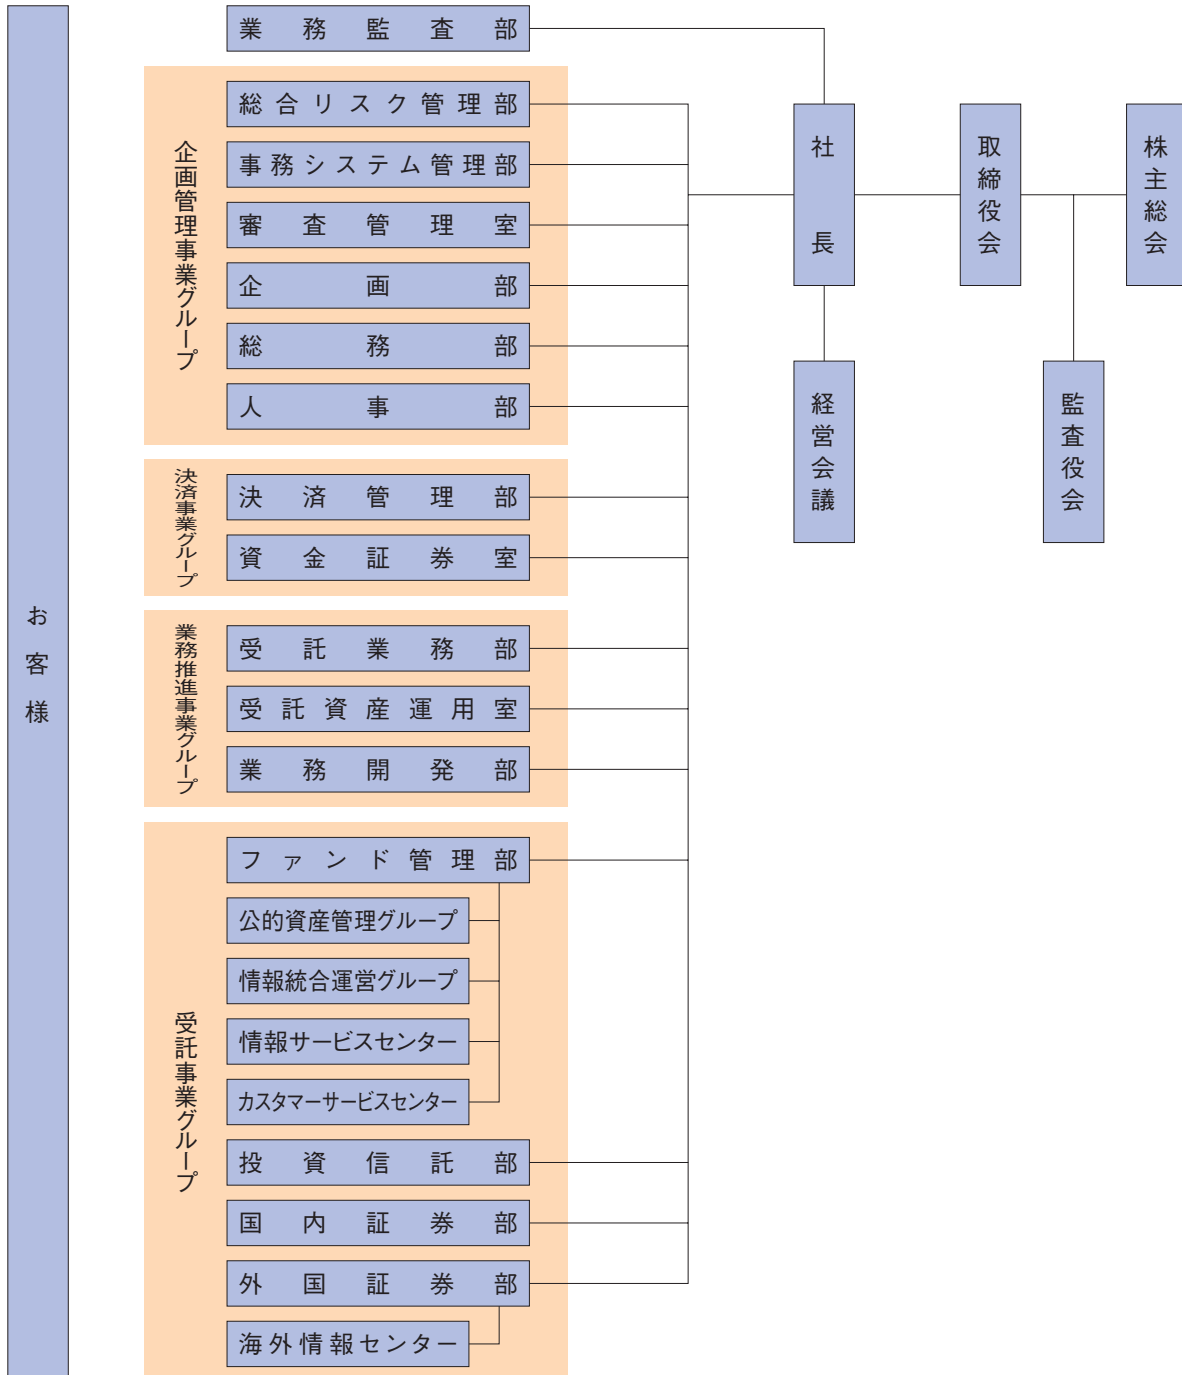 お客様
業務監査部
企画管理事業グループ
総合リスク管理部
事務システム管理部
審査管理室
企画部
総務部
人事部
決済事業グループ
決済管理部
資金証券室
業務推進事業グループ
受託業務部
受託資産運用室
業務開発部
受託事業グループ
ファンド管理部
公的資産管理グループ
情報統合運営グループ
情報サービスセンター
カスタマーサービスセンター
投資信託部
国内証券部
外国証券部
海外情報センター
社長
経営会議
取締役会
監査役会
株主総会